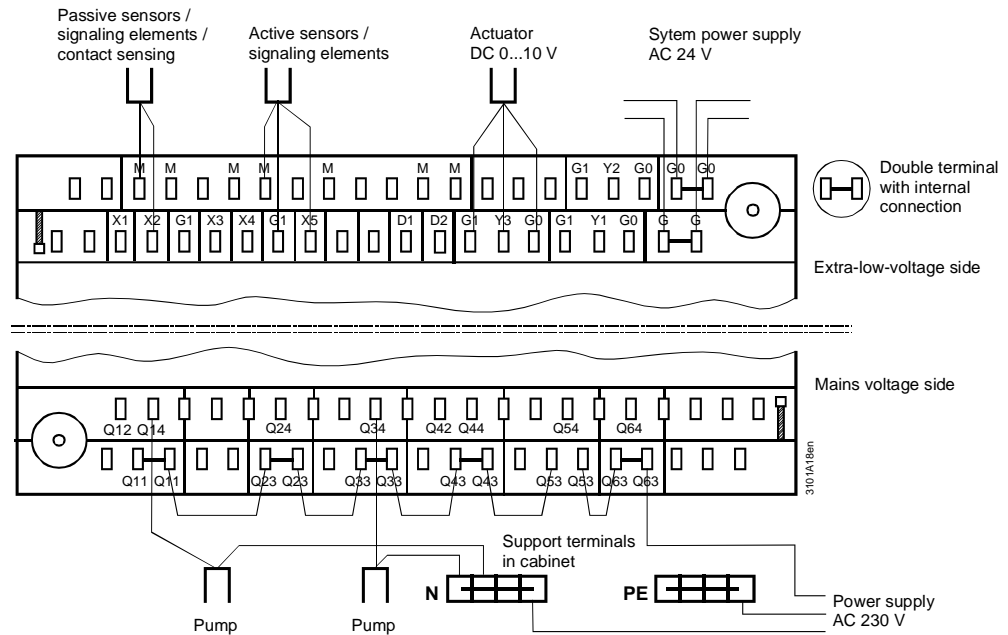 Passive sensors /
signaling elements /
contact sensing
Active sensors /
signaling elements
Actuator
DC 0...10 V
Sytem power supply
AC 24 V
M M M M M M M G1 Y2 G0 G0 G0
Double terminal
with internal
connection
X1 X2 G1 X3 X4 G1 X5 D1 D2 G1 Y3 G0 G1 Y1 G0 G G
Extra-low-voltage side
Mains voltage side
Q12 Q14 Q24 Q34 Q42 Q44 Q54 Q64
Q11 Q11 Q23 Q23 Q33 Q33 Q43 Q43 Q53 Q53 Q63 Q63
3101A18en
Support terminals
in cabinet
N
PE
Power supply
AC 230 V
Pump
Pump